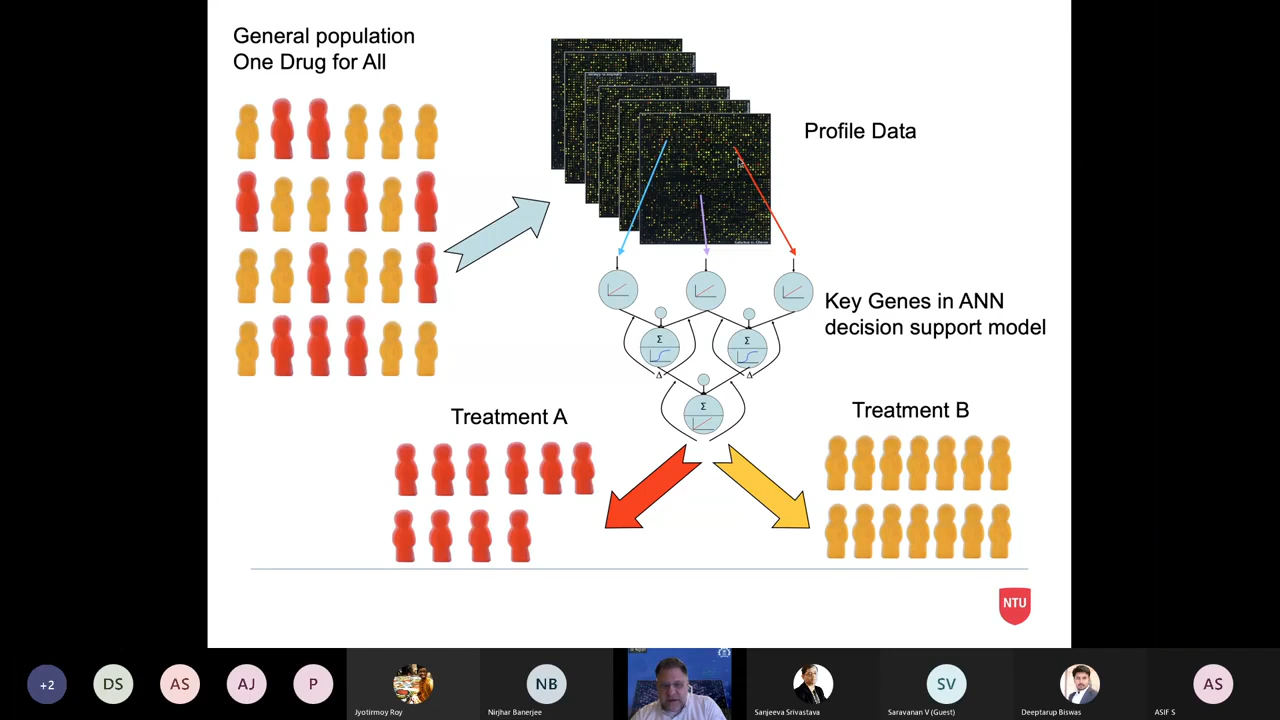 General population
One Drug for All
Profile Data
Key Genes in ANN
decision support model
Σ
Σ
Δ
Δ
Σ
Treatment A
Treatment B
NTU
+2
DS
AS
AJ
P
Jyotirmoy Roy
NB
Nirjhar Banerjee
Sanjeeva Srivastava
SV
Saravanan V (Guest)
Deeptarup Biswas
AS
ASIF S